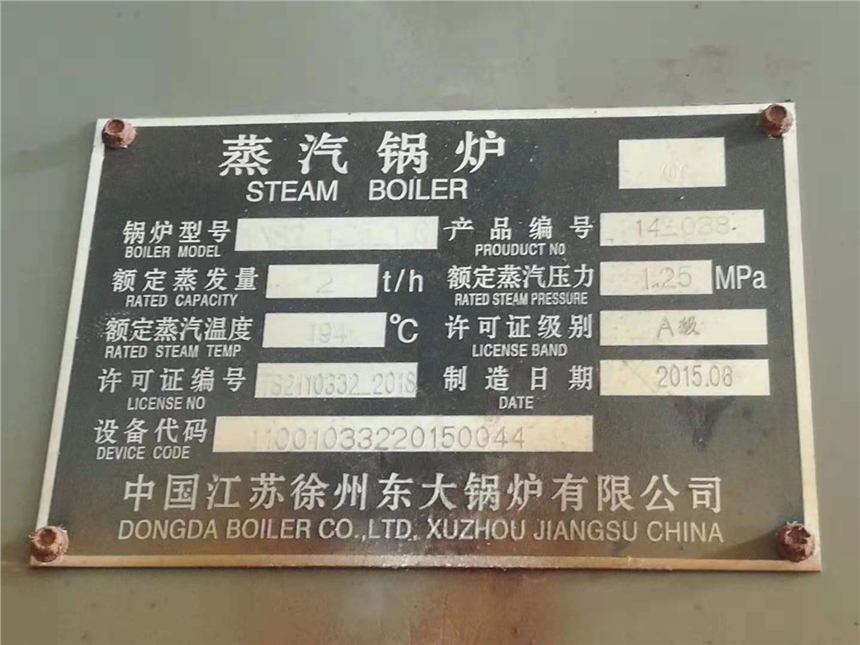 蒸汽锅炉
STEAM BOILER
锅炉型号 产品编号 14-038
BOILER MODEL PROUDUCT NO
额定蒸发量 2 t/h 额定蒸汽压力 1.25 MPa
RATED CAPACITY RATED STEAM PRESSURE
额定蒸汽温度 194 ℃ 许可证级别 A级
RATED STEAM TEMP LICENSE BAND
许可证编号 制造日期 2015.08
LICENSE NO DATE
设备代码 11001033220150044
DEVICE CODE
中国江苏徐州东大锅炉有限公司
DONGDA BOILER CO.,LTD. XUZHOU JIANGSU CHINA